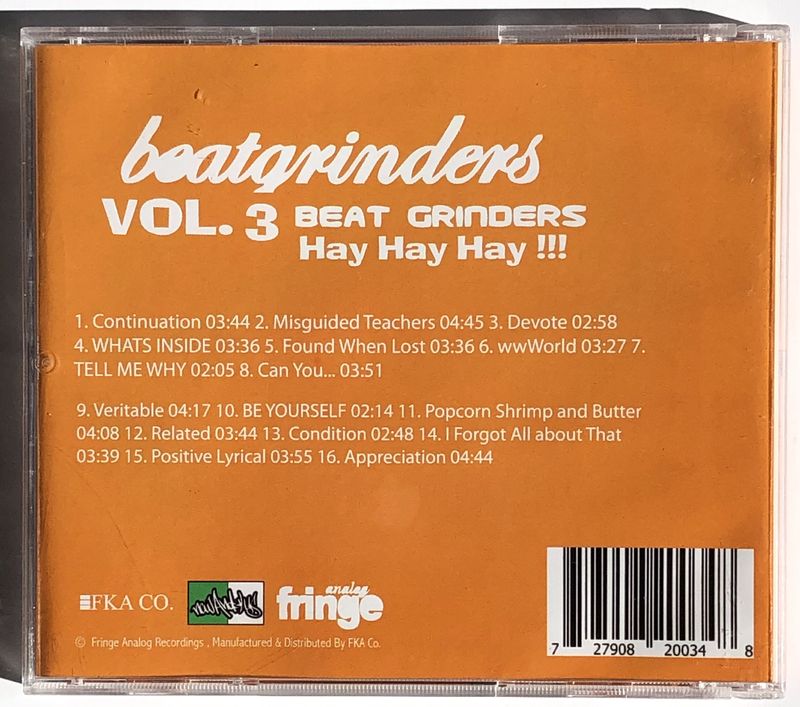 beatgrinders
VOL. 3 BEAT GRINDERS
Hay Hay Hay !!!
1. Continuation 03:44 2. Misguided Teachers 04:45 3. Devote 02:58
4. WHATS INSIDE 03:36 5. Found When Lost 03:36 6. wwWorld 03:27 7.
TELL ME WHY 02:05 8. Can You... 03:51
9. Veritable 04:17 10. BE YOURSELF 02:14 11. Popcorn Shrimp and Butter
04:08 12. Related 03:44 13. Condition 02:48 14. I Forgot All about That
03:39 15. Positive Lyrical 03:55 16. Appreciation 04:44
FKA CO.
analog
fringe
© Fringe Analog Recordings , Manufactured & Distributed By FKA Co.
7 27908 20034 8